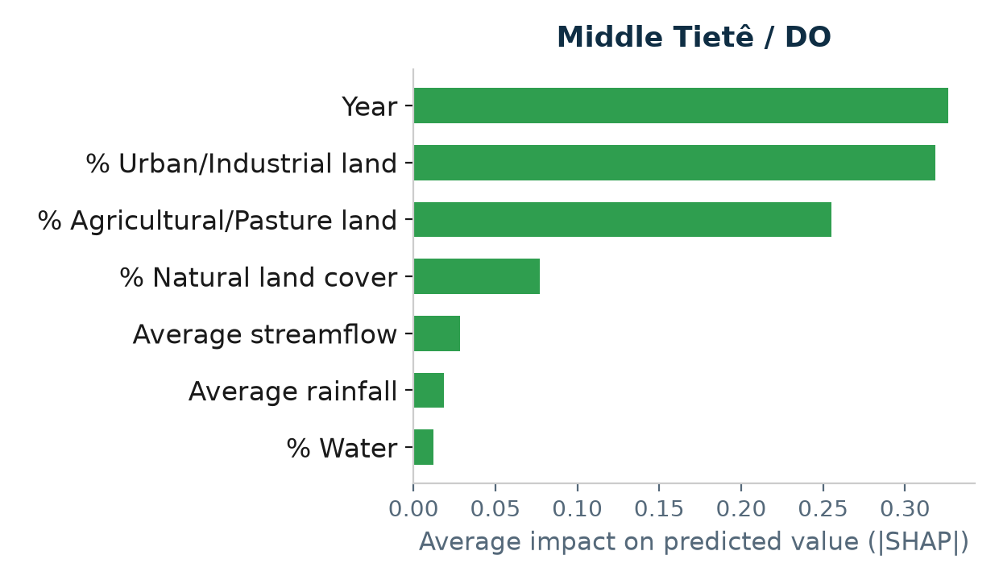 Middle Tietê / DO
Year
% Urban/Industrial land
% Agricultural/Pasture land
% Natural land cover
Average streamflow
Average rainfall
% Water
0.00 0.05 0.10 0.15 0.20 0.25 0.30
Average impact on predicted value (|SHAP|)